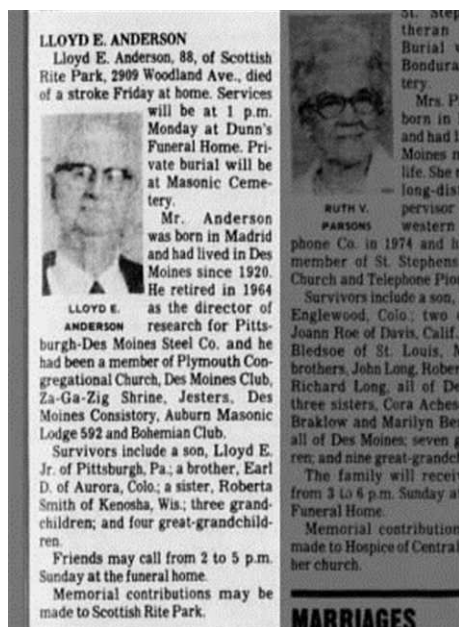 LLOYD E. ANDERSON
Lloyd E. Anderson, 88, of Scottish
Rite Park, 2909 Woodland Ave., died
of a stroke Friday at home. Services
will be at 1 p.m.
Monday at Dunn's
Funeral Home. Pri-
vate burial will be
at Masonic Ceme-
tery.
Mr. Anderson
was born in Madrid
and had lived in Des
Moines since 1920.
He retired in 1964
LLOYD E.
ANDERSON
as the director of
research for Pitts-
burgh-Des Moines Steel Co. and he
had been a member of Plymouth Con-
gregational Church, Des Moines Club,
Za-Ga-Zig Shrine, Jesters, Des
Moines Consistory, Auburn Masonic
Lodge 592 and Bohemian Club.
Survivors include a son, Lloyd E.
Jr. of Pittsburgh, Pa.; a brother, Earl
D. of Aurora, Colo.; a sister, Roberta
Smith of Kenosha, Wis.; three grand-
children; and four great-grandchild-
ren.
Friends may call from 2 to 5 p.m.
Sunday at the funeral home.
Memorial contributions may be
made to Scottish Rite Park.
St. Step
theran
Burial
Bondura
tery.
Mrs. P
born in
and had l
Moines
life. She
long-dist
RUTH V.
PARSONS
pervisor
western
phone Co. in 1974 and
member of St. Stephens
Church and Telephone Pio
Survivors include a son,
Englewood, Colo.; two
Joann Roe of Davis, Calif.
Bledsoe of St. Louis,
brothers, John Long, Rober
Richard Long, all of De
three sisters, Cora Aches
Braklow and Marilyn Be
all of Des Moines; seven g
ren; and nine great-grandc
The family will recei
from 3 to 6 p.m. Sunday a
Funeral Home.
Memorial contribution
made to Hospice of Central
her church.
MARRIAGES